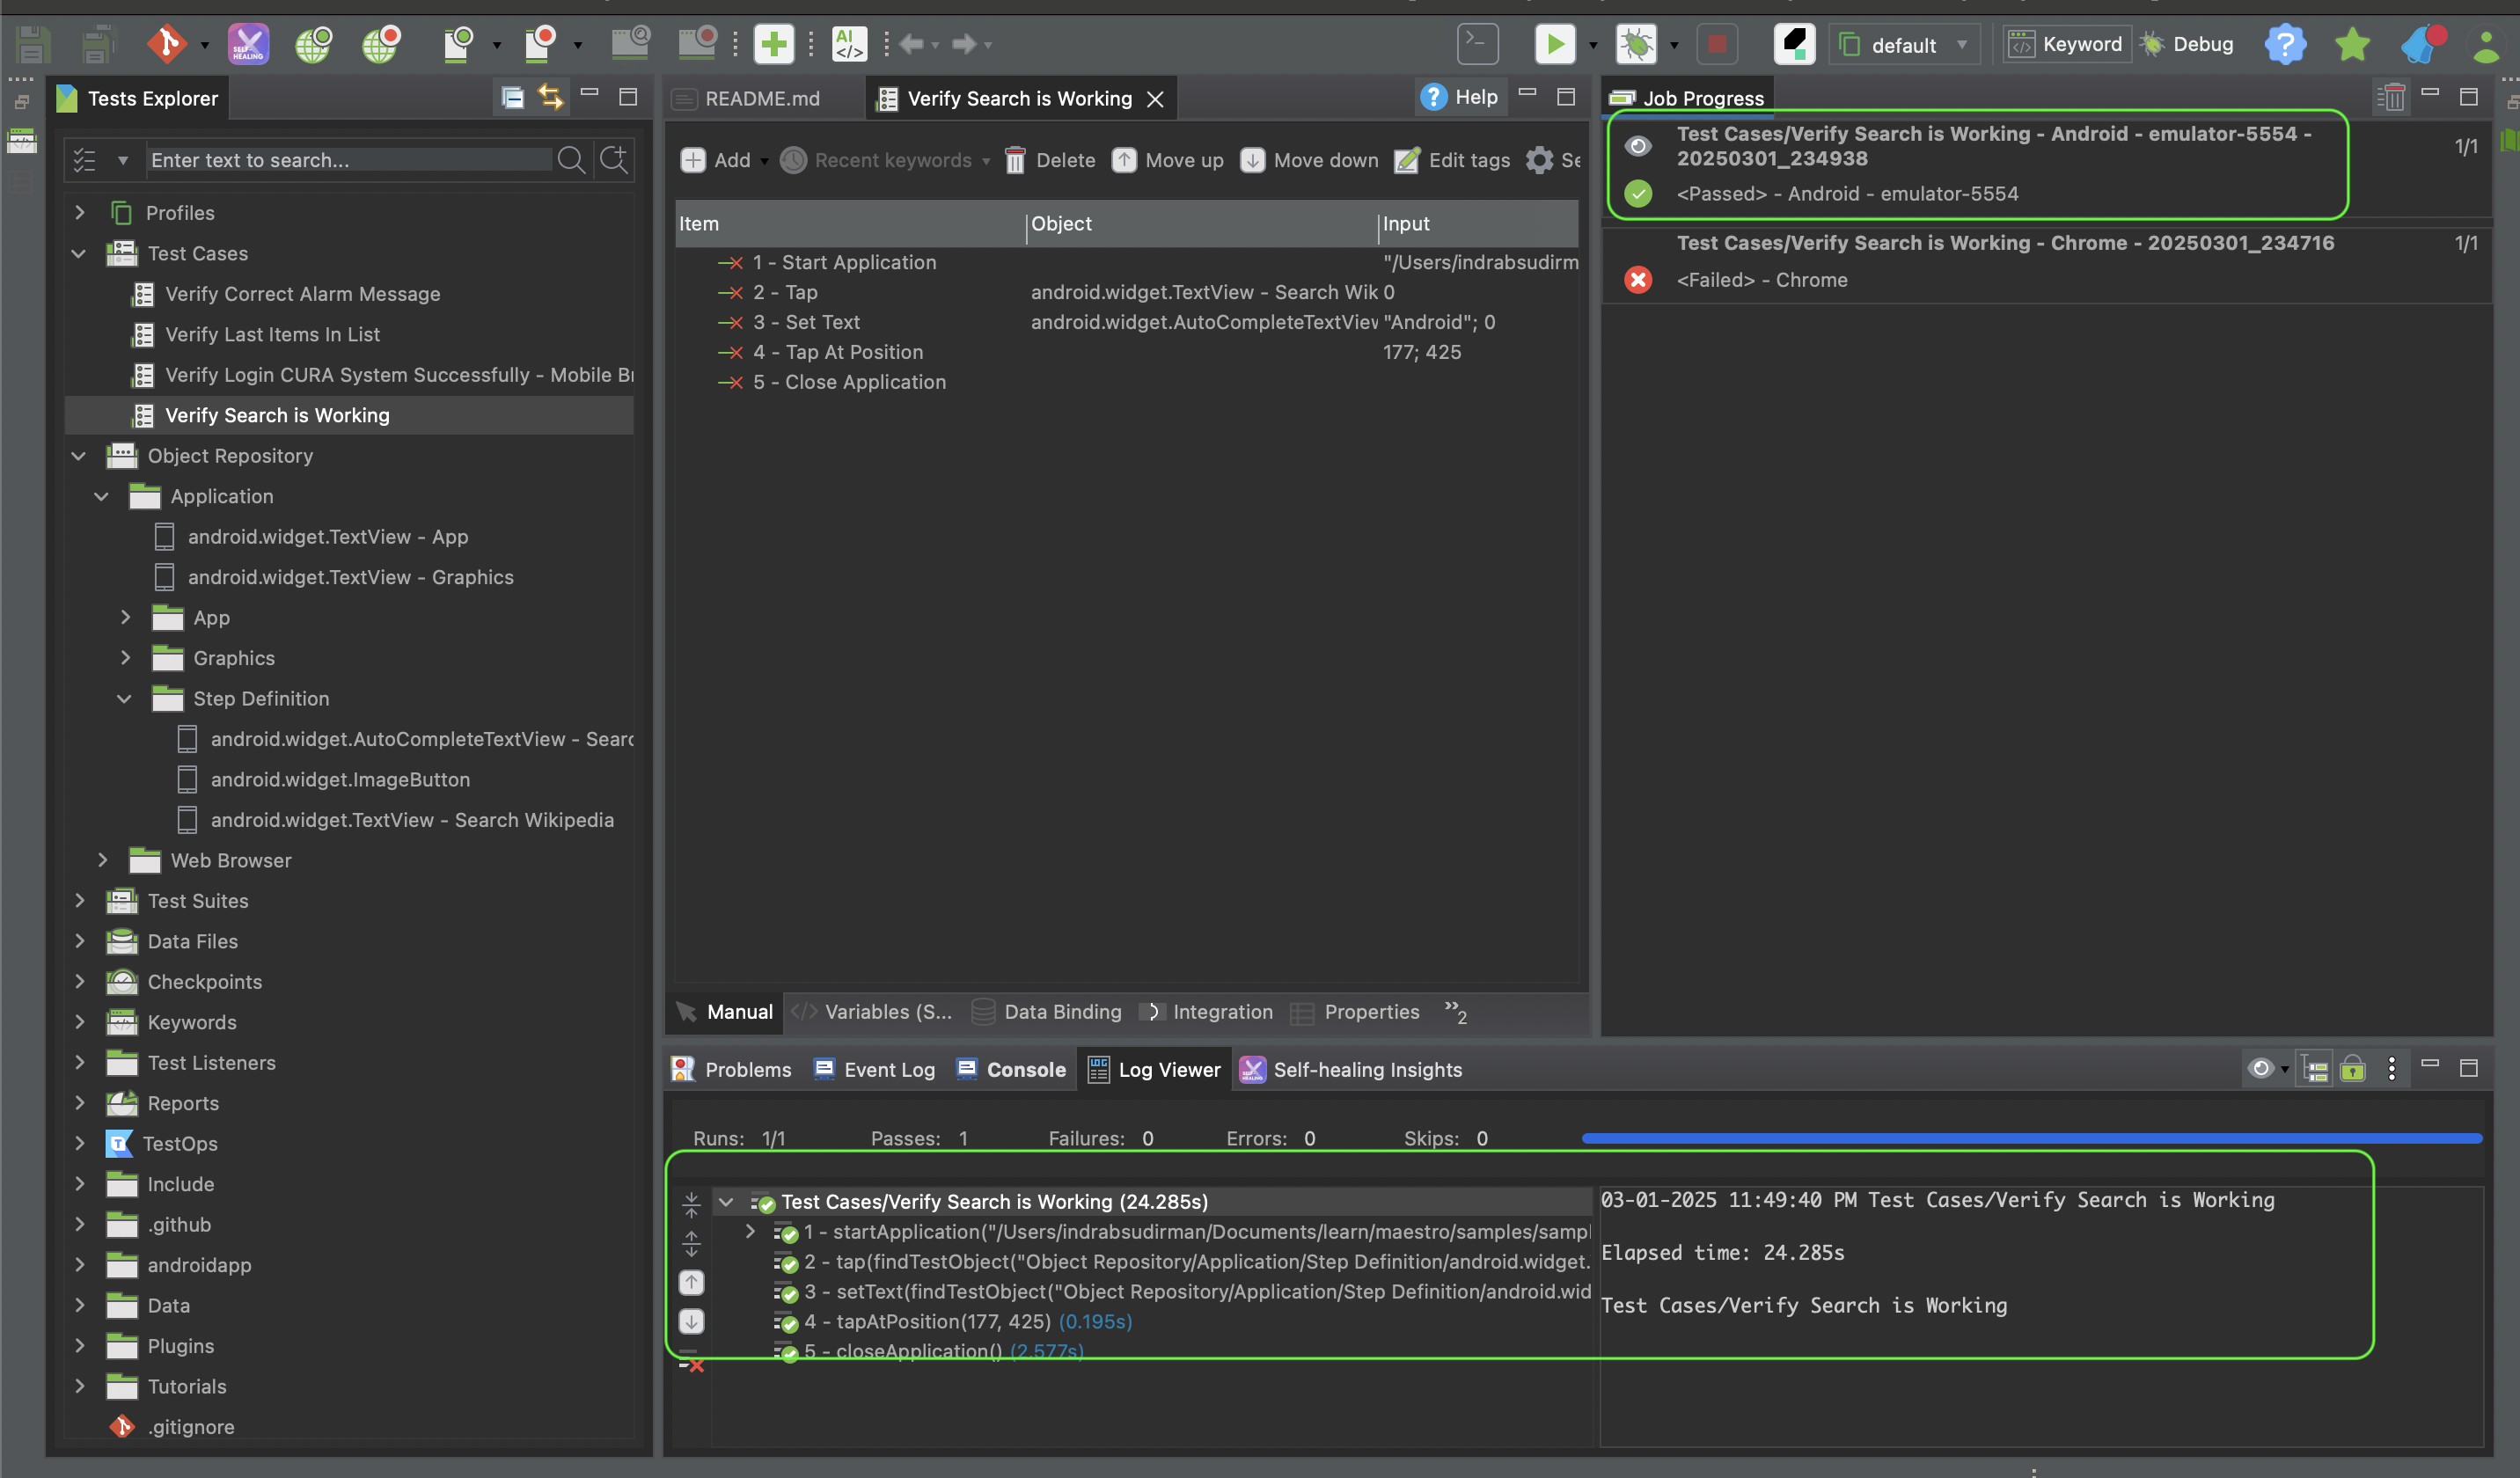 SELF-
HEALING
AI
</>
default
Keyword
Debug
Tests Explorer
Enter text to search...
Profiles
Test Cases
Verify Correct Alarm Message
Verify Last Items In List
Verify Login CURA System Successfully - Mobile Br
Verify Search is Working
Object Repository
Application
android.widget.TextView - App
android.widget.TextView - Graphics
App
Graphics
Step Definition
android.widget.AutoCompleteTextView - Searc
android.widget.ImageButton
android.widget.TextView - Search Wikipedia
Web Browser
Test Suites
Data Files
Checkpoints
Keywords
Test Listeners
Reports
TestOps
Include
.github
androidapp
Data
Plugins
Tutorials
.gitignore
README.md
Verify Search is Working
Help
Add
Recent keywords
Delete
Move up
Move down
Edit tags
Se
Item Object Input
1 - Start Application "/Users/indrabsudirm
2 - Tap android.widget.TextView - Search Wik 0
3 - Set Text android.widget.AutoCompleteTextView "Android"; 0
4 - Tap At Position 177; 425
5 - Close Application
Manual
Variables (S...
Data Binding
Integration
Properties
»2
Job Progress
Test Cases/Verify Search is Working - Android - emulator-5554 -
20250301_234938
1/1
<Passed> - Android - emulator-5554
Test Cases/Verify Search is Working - Chrome - 20250301_234716
1/1
<Failed> - Chrome
Problems
Event Log
Console
Log Viewer
Self-healing Insights
Runs: 1/1 Passes: 1 Failures: 0 Errors: 0 Skips: 0
Test Cases/Verify Search is Working (24.285s)
1 - startApplication("/Users/indrabsudirman/Documents/learn/maestro/samples/sampl
2 - tap(findTestObject("Object Repository/Application/Step Definition/android.widget.
3 - setText(findTestObject("Object Repository/Application/Step Definition/android.wid
4 - tapAtPosition(177, 425) (0.195s)
5 - closeApplication() (2.577s)
03-01-2025 11:49:40 PM Test Cases/Verify Search is Working
Elapsed time: 24.285s
Test Cases/Verify Search is Working